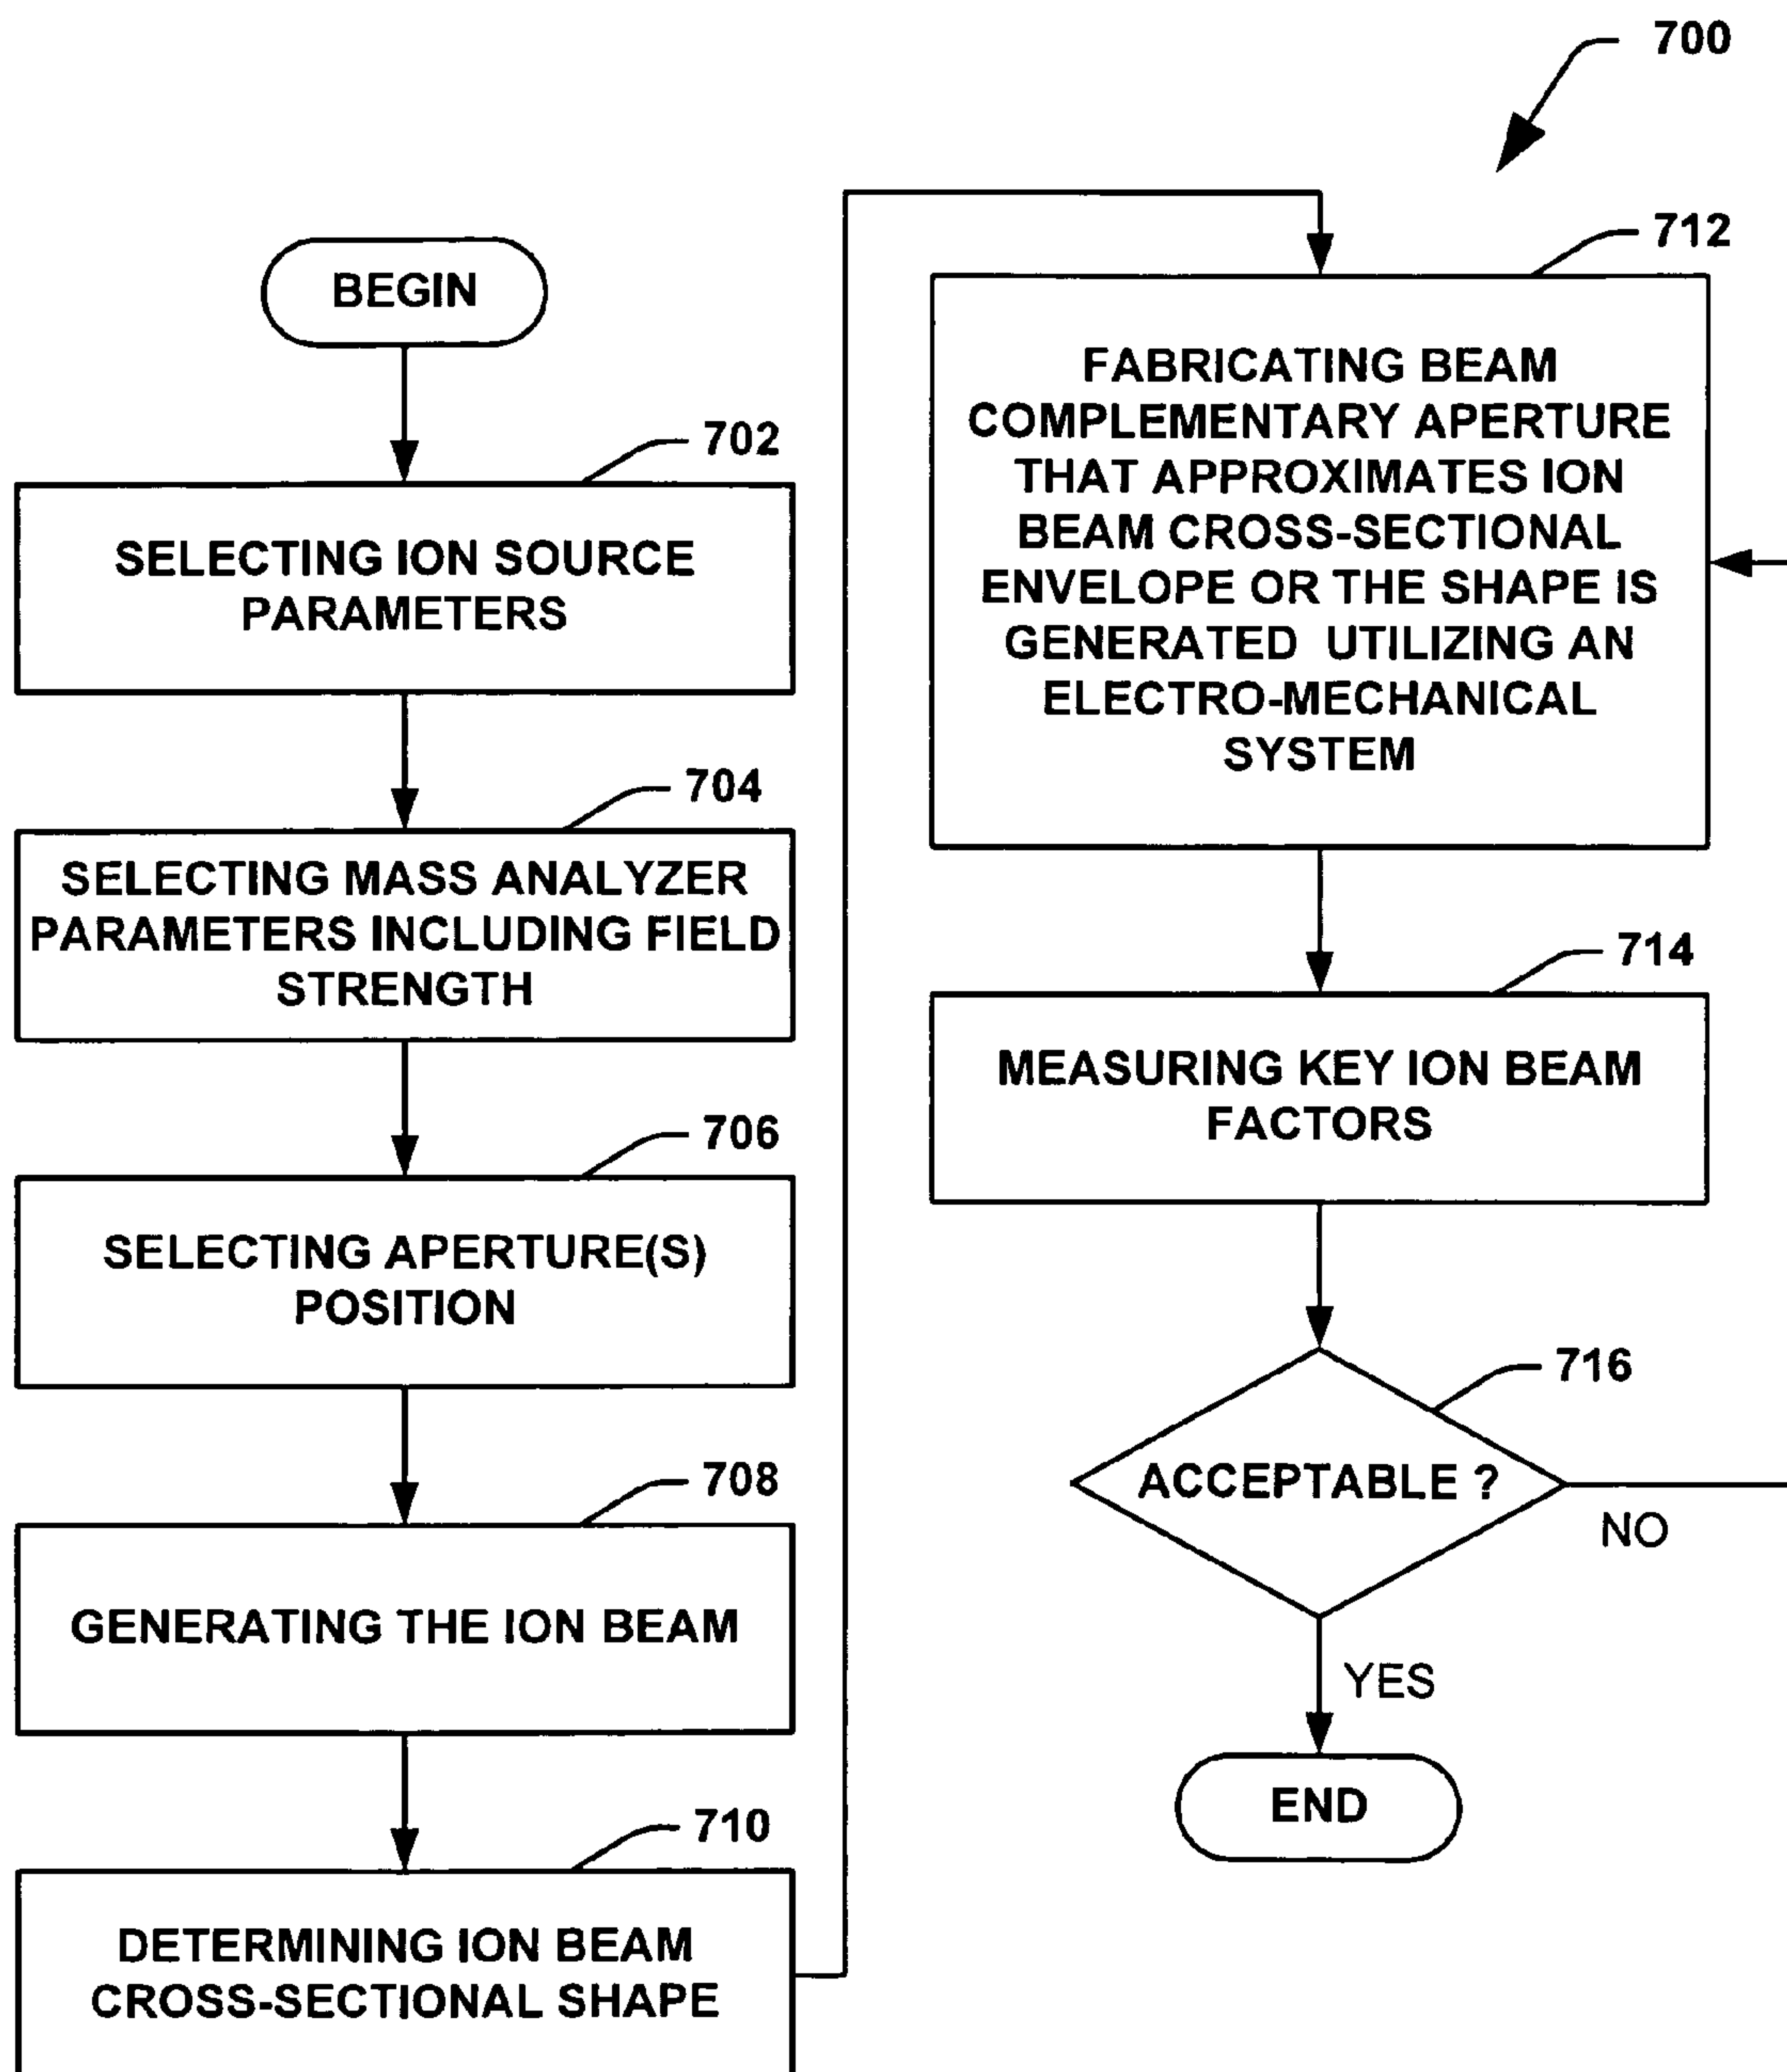 700
BEGIN
702
SELECTING ION SOURCE
PARAMETERS
704
SELECTING MASS ANALYZER
PARAMETERS INCLUDING FIELD
STRENGTH
706
SELECTING APERTURE(S)
POSITION
708
GENERATING THE ION BEAM
710
DETERMINING ION BEAM
CROSS-SECTIONAL SHAPE
712
FABRICATING BEAM
COMPLEMENTARY APERTURE
THAT APPROXIMATES ION
BEAM CROSS-SECTIONAL
ENVELOPE OR THE SHAPE IS
GENERATED UTILIZING AN
ELECTRO-MECHANICAL
SYSTEM
714
MEASURING KEY ION BEAM
FACTORS
716
ACCEPTABLE ?
NO
YES
END